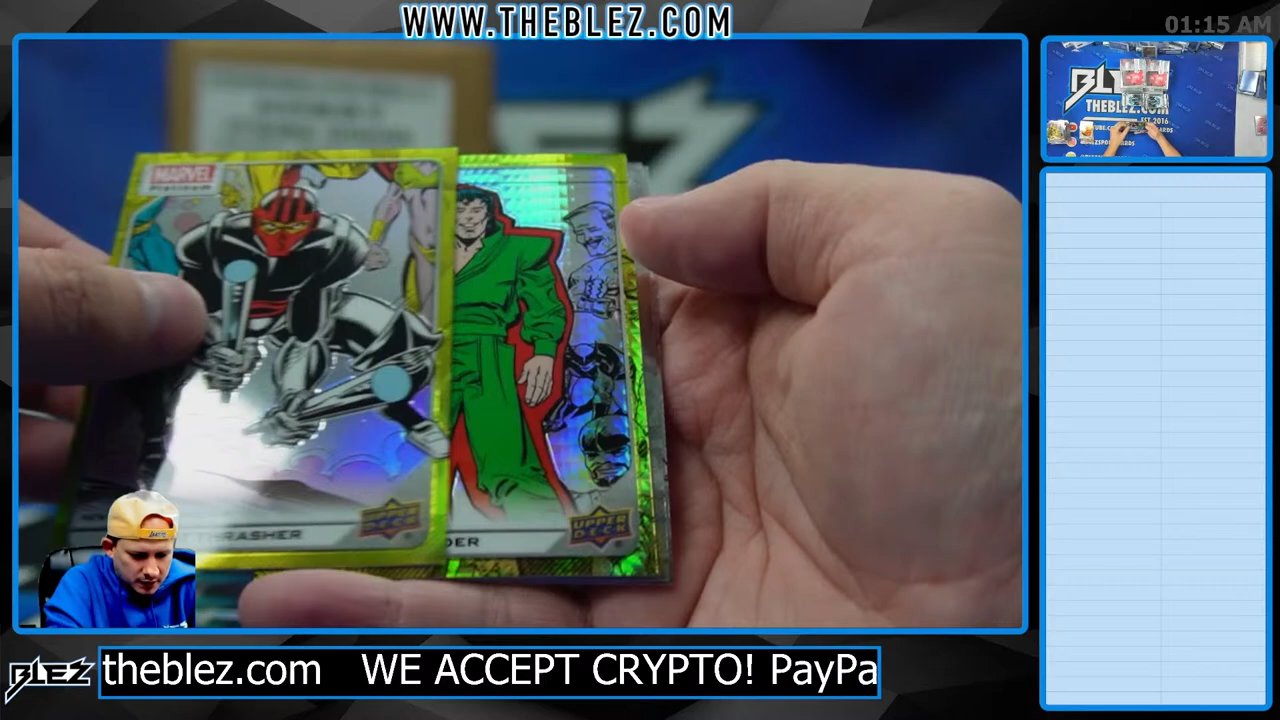 WWW.THEBLEZ.COM
01:15 AM
MARVEL
Platinum
THRASHER
UPPER
DECK
DER
UPPER
DECK
BLEZ
THEBLEZ.COM
EST 2016
BLEZ
theblez.com WE ACCEPT CRYPTO! PayPa